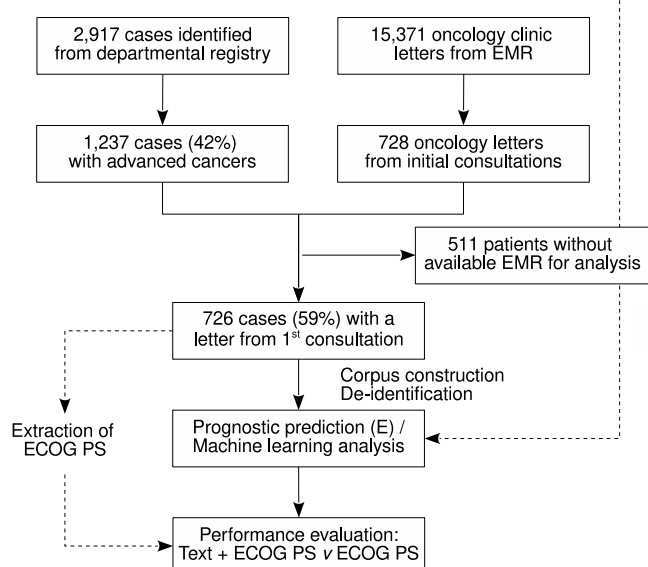 2,917 cases identified
from departmental registry
15,371 oncology clinic
letters from EMR
1,237 cases (42%)
with advanced cancers
728 oncology letters
from initial consultations
511 patients without
available EMR for analysis
726 cases (59%) with a
letter from 1st consultation
Corpus construction
De-identification
Extraction of
ECOG PS
Prognostic prediction (E) /
Machine learning analysis
Performance evaluation:
Text + ECOG PS v ECOG PS